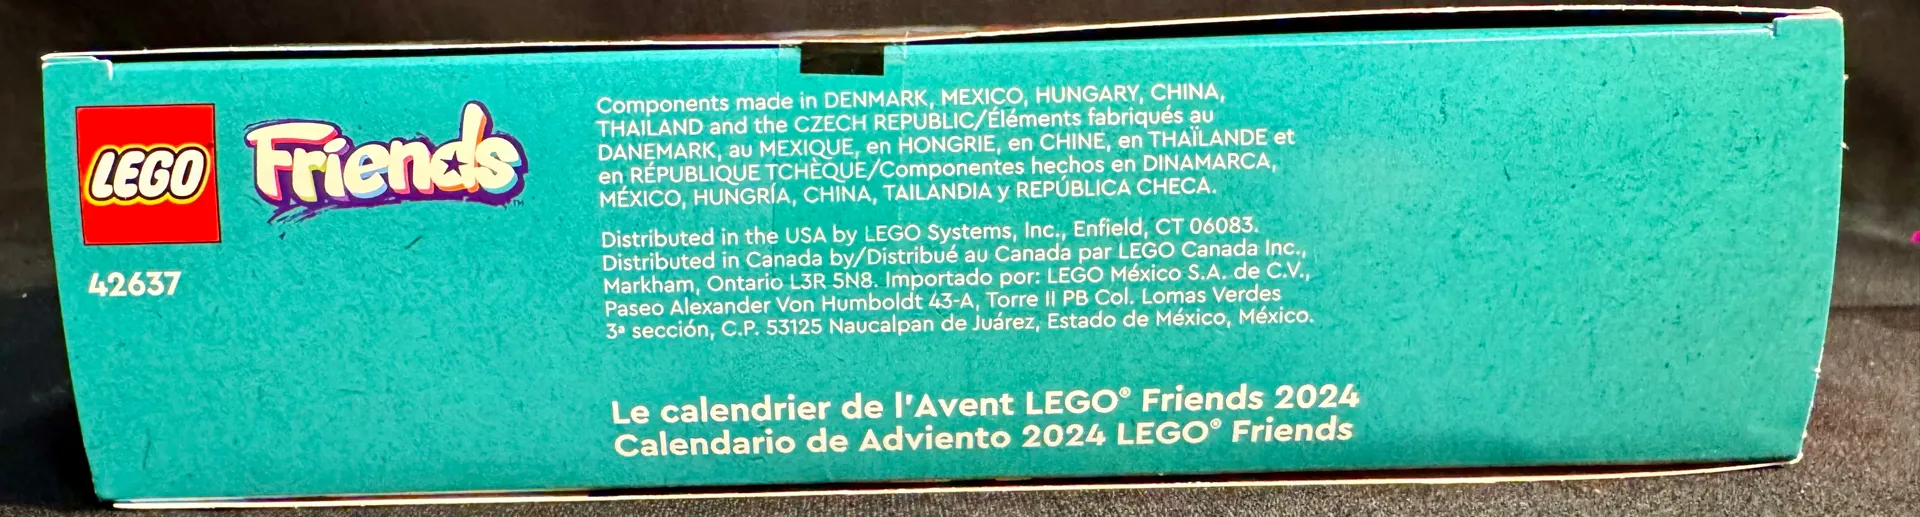 LEGO
Friends™
42637
Components made in DENMARK, MEXICO, HUNGARY, CHINA,
THAILAND and the CZECH REPUBLIC/Éléments fabriqués au
DANEMARK, au MEXIQUE, en HONGRIE, en CHINE, en THAÏLANDE et
en RÉPUBLIQUE TCHÈQUE/Componentes hechos en DINAMARCA,
MÉXICO, HUNGRÍA, CHINA, TAILANDIA y REPÚBLICA CHECA.
Distributed in the USA by LEGO Systems, Inc., Enfield, CT 06083.
Distributed in Canada by/Distribué au Canada par LEGO Canada Inc.,
Markham, Ontario L3R 5N8. Importado por: LEGO México S.A. de C.V.,
Paseo Alexander Von Humboldt 43-A, Torre II PB Col. Lomas Verdes
3ª sección, C.P. 53125 Naucalpan de Juárez, Estado de México, México.
Le calendrier de l'Avent LEGO® Friends 2024
Calendario de Adviento 2024 LEGO® Friends